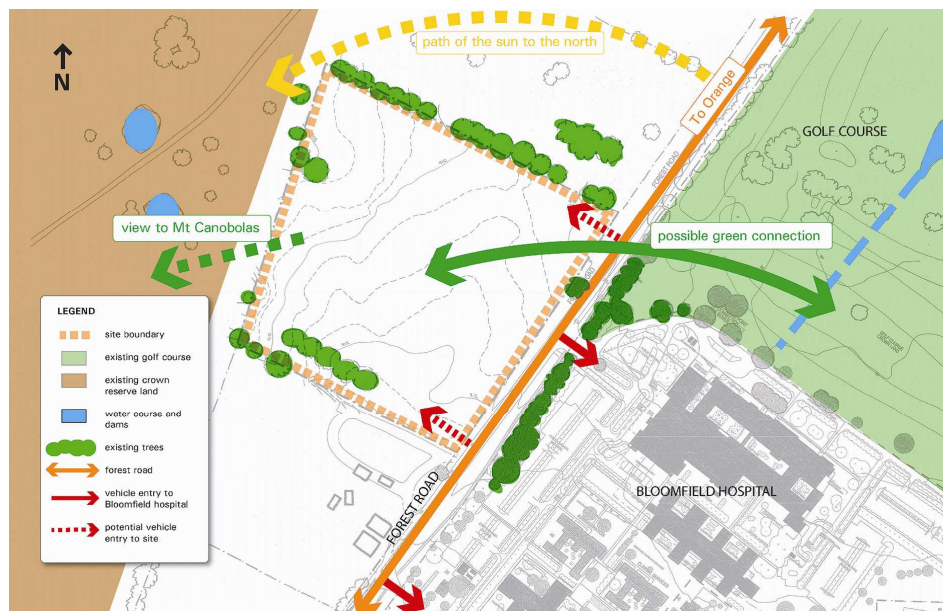 path of the sun to the north
N
To Orange
GOLF COURSE
FOREST ROAD
view to Mt Canobolas
possible green connection
LEGEND
site boundary
existing golf course
existing crown
reserve land
water course and
dams
existing trees
forest road
vehicle entry to
Bloomfield hospital
potential vehicle
entry to site
BLOOMFIELD HOSPITAL
FOREST ROAD